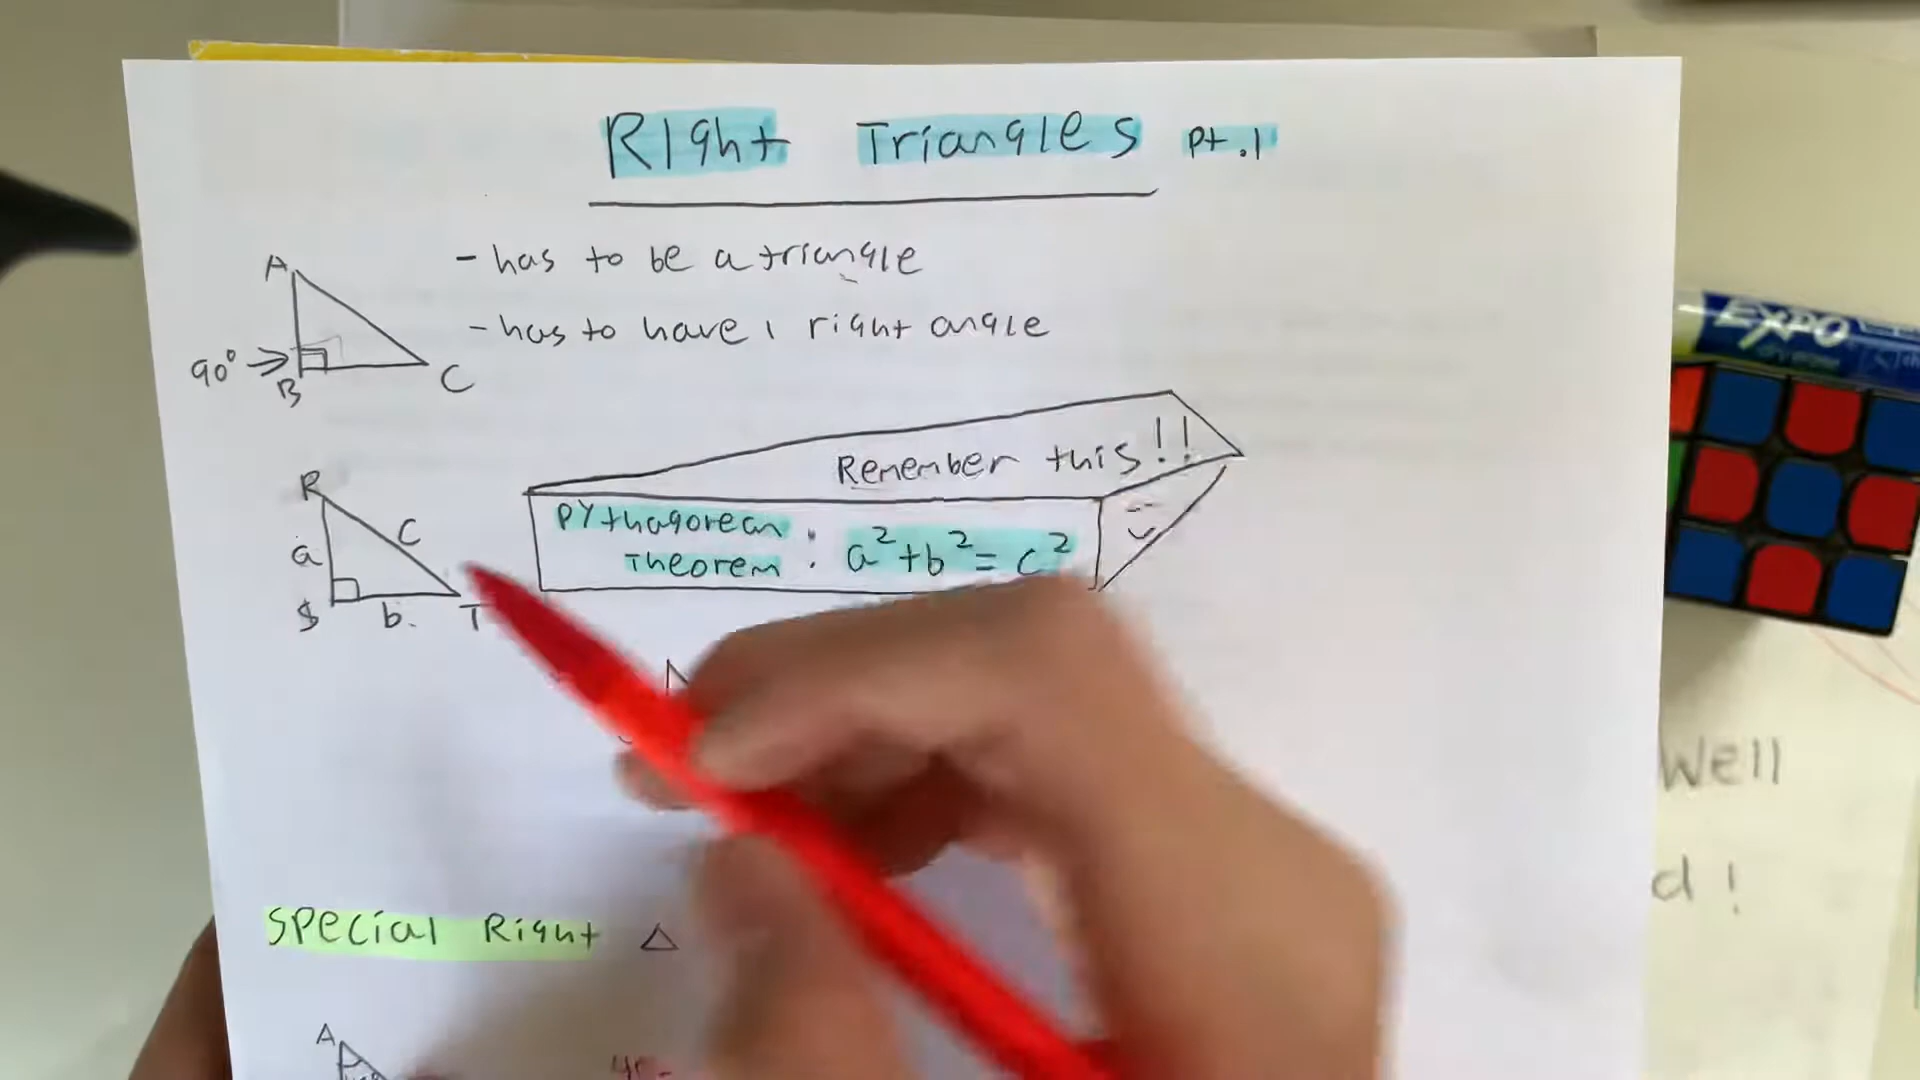 Right Triangles Pt.1
A
- has to be a triangle
- has to have 1 right angle
90°
B
C
Remember this!!
R
Pythagorean
Theorem : a²+b²=c²
c
a
S
b.
T
Special Right △
A
45-
EXPO
Well
d!